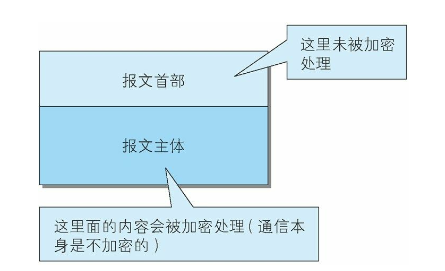 这里未被加密
处理
报文首部
报文主体
这里面的内容会被加密处理(通信本
身是不加密的)